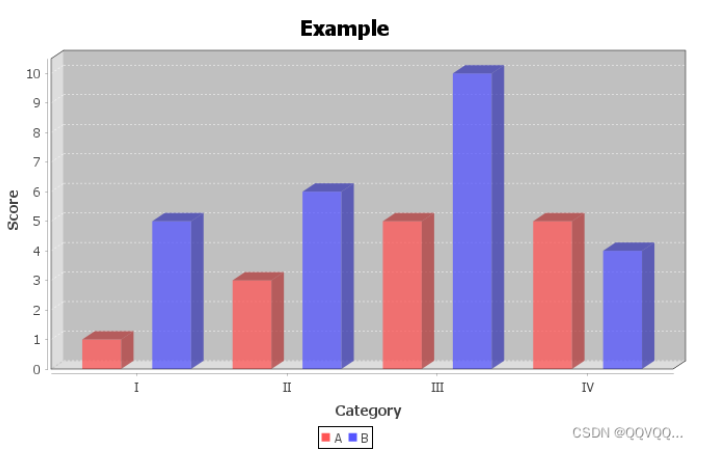 Example
10
9
8
7
6
5
4
3
2
1
0
Score
I
II
III
IV
Category
A B
CSDN @QQVQQ...